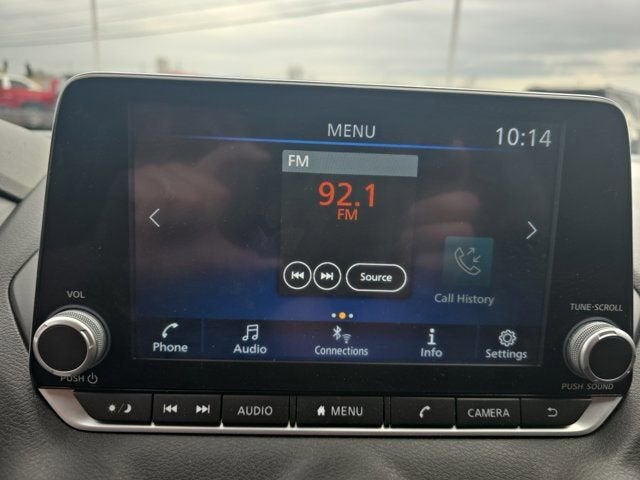 MENU
10:14
FM
92.1
FM
Source
Call History
Phone
Audio
Connections
Info
Settings
VOL
PUSH
TUNE·SCROLL
PUSH SOUND
AUDIO
MENU
CAMERA